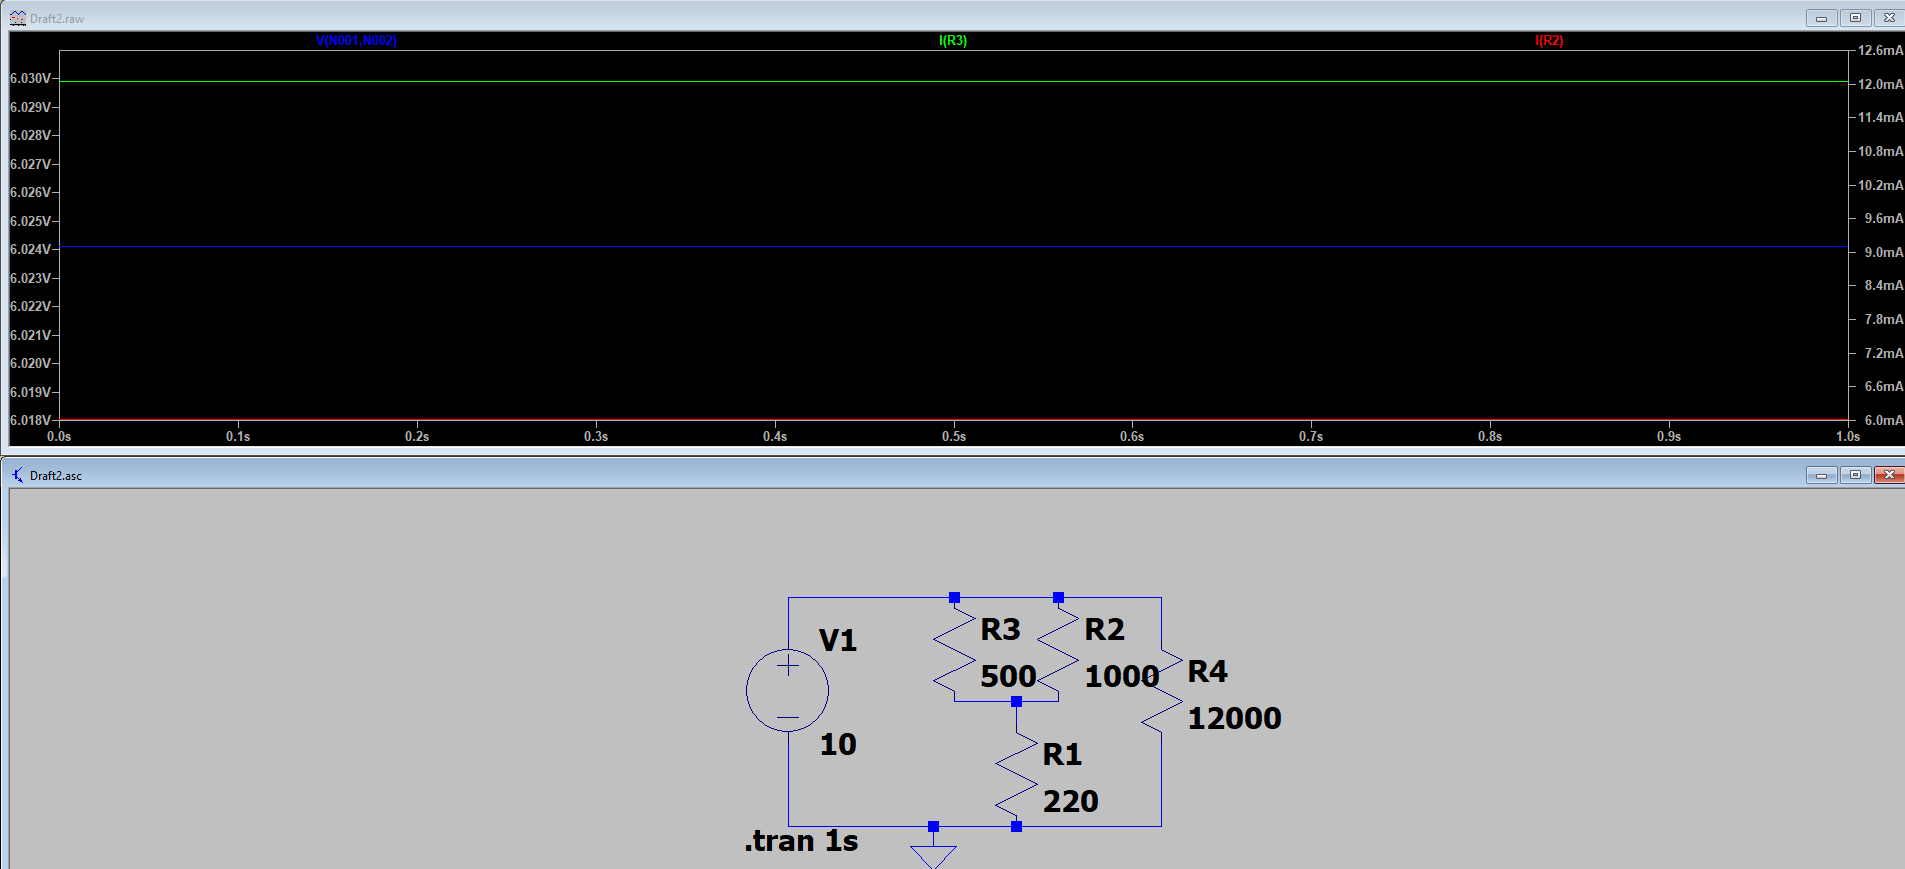 Draft2.raw
V(N001,N002) I(R3) I(R2)
6.030V
6.029V
6.028V
6.027V
6.026V
6.025V
6.024V
6.023V
6.022V
6.021V
6.020V
6.019V
6.018V
12.6mA
12.0mA
11.4mA
10.8mA
10.2mA
9.6mA
9.0mA
8.4mA
7.8mA
7.2mA
6.6mA
6.0mA
0.0s 0.1s 0.2s 0.3s 0.4s 0.5s 0.6s 0.7s 0.8s 0.9s 1.0s
Draft2.asc
V1
10
R3
500
R2
1000
R4
12000
R1
220
.tran 1s